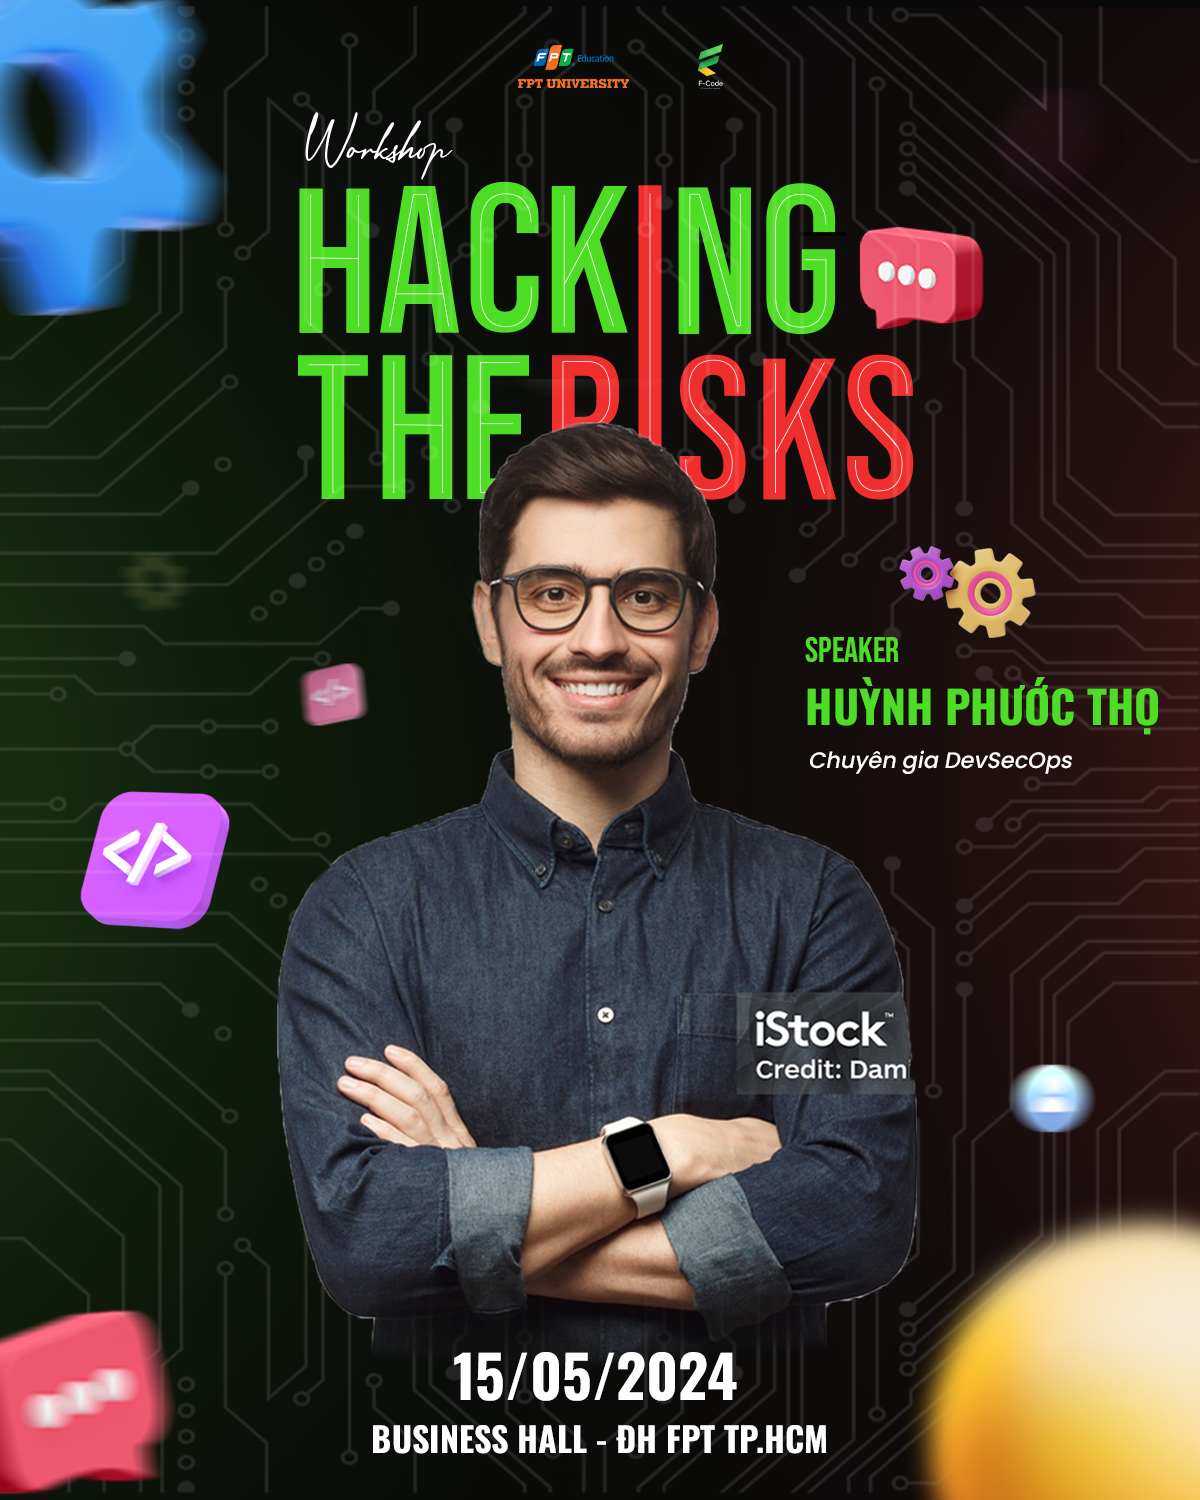 FPT Education
FPT UNIVERSITY
F-Code
Workshop
HACKING
THE RISKS
SPEAKER
HUỲNH PHƯỚC THỌ
Chuyên gia DevSecOps
iStock™
Credit: Dam
15/05/2024
BUSINESS HALL - ĐH FPT TP.HCM